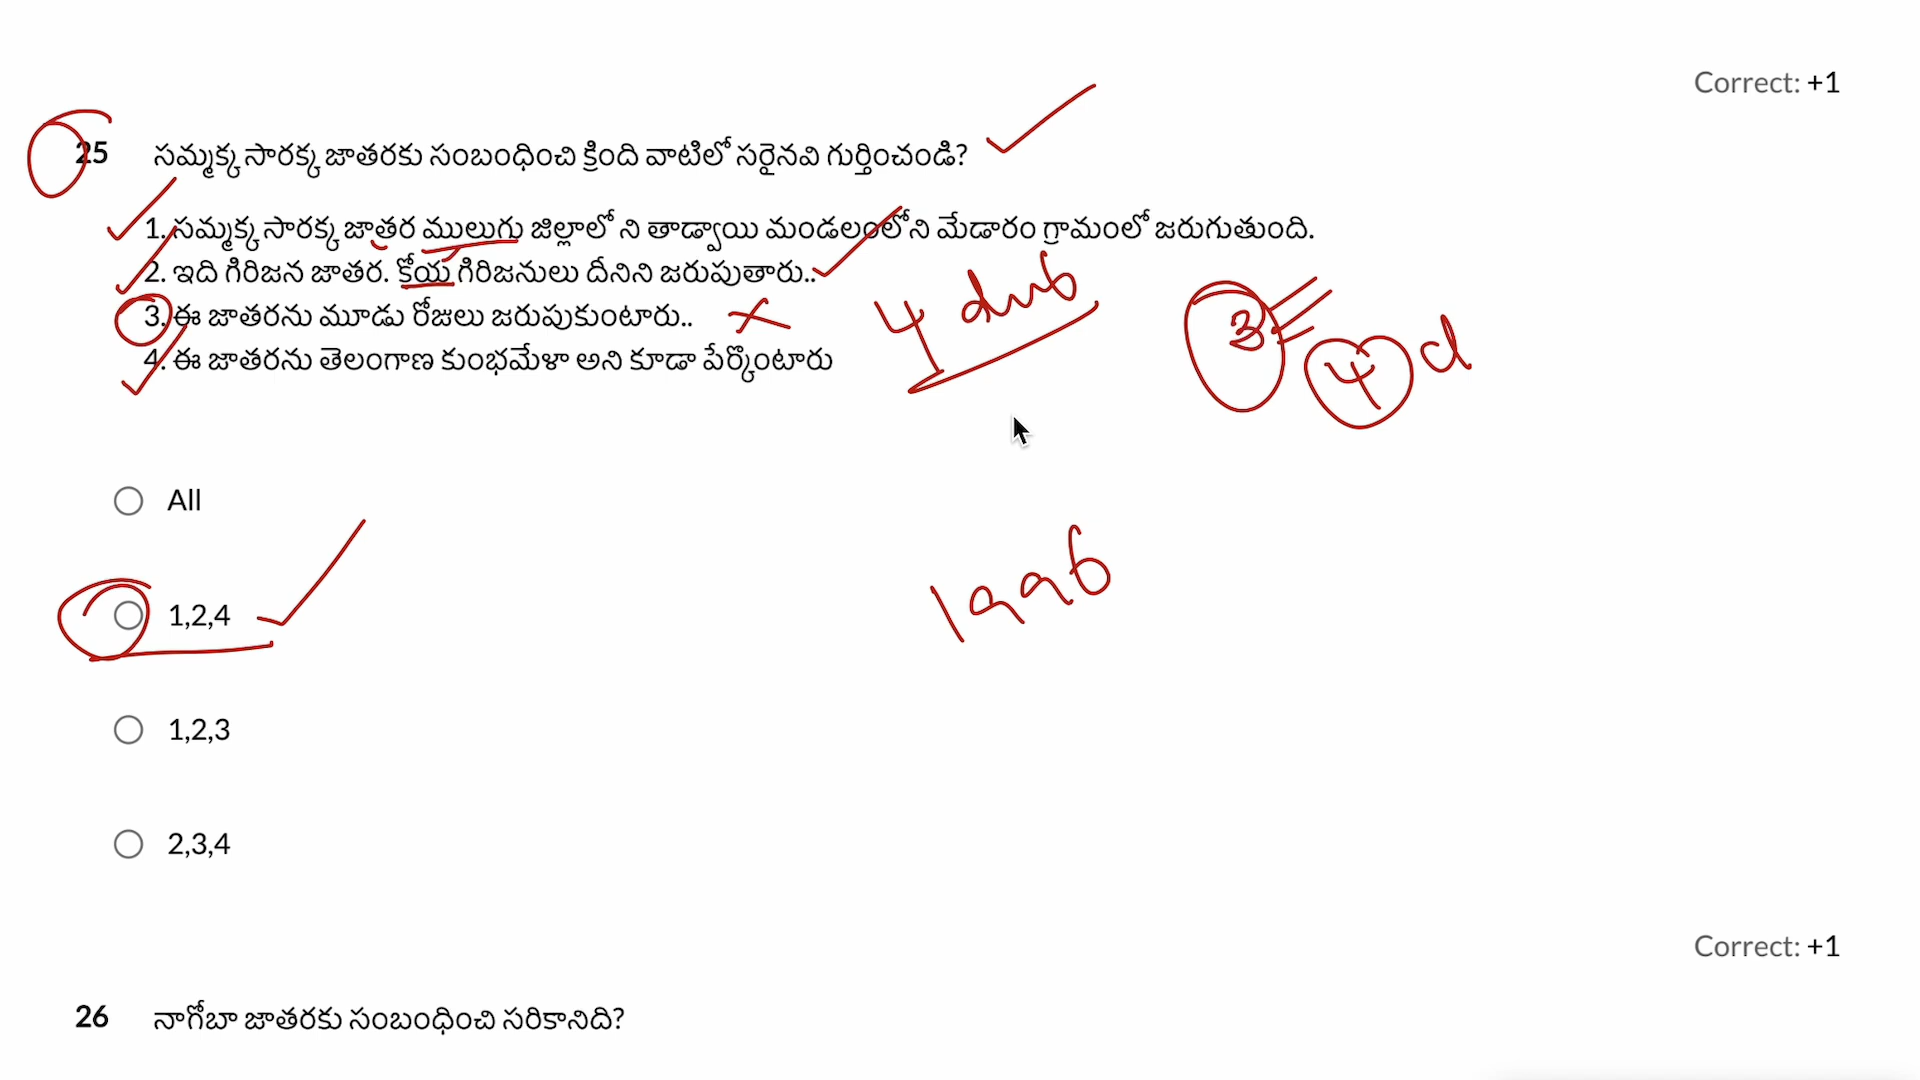 Correct: +1
25 సమ్మక్క సారక్క జాతరకు సంబంధించి క్రింది వాటిలో సరైనవి గుర్తించండి?
1. సమ్మక్క సారక్క జాతర ములుగు జిల్లాలో ని తాడ్వాయి మండలంలోని మేడారం గ్రామంలో జరుగుతుంది.
2. ఇది గిరిజన జాతర. కోయ గిరిజనులు దీనిని జరుపుతారు..
3. ఈ జాతరను మూడు రోజులు జరుపుకుంటారు..
4. ఈ జాతరను తెలంగాణ కుంభమేళా అని కూడా పేర్కొంటారు
4
3
4 d
All
1996
1,2,4
1,2,3
2,3,4
Correct: +1
26 నాగోబా జాతరకు సంబంధించి సరికానిది?